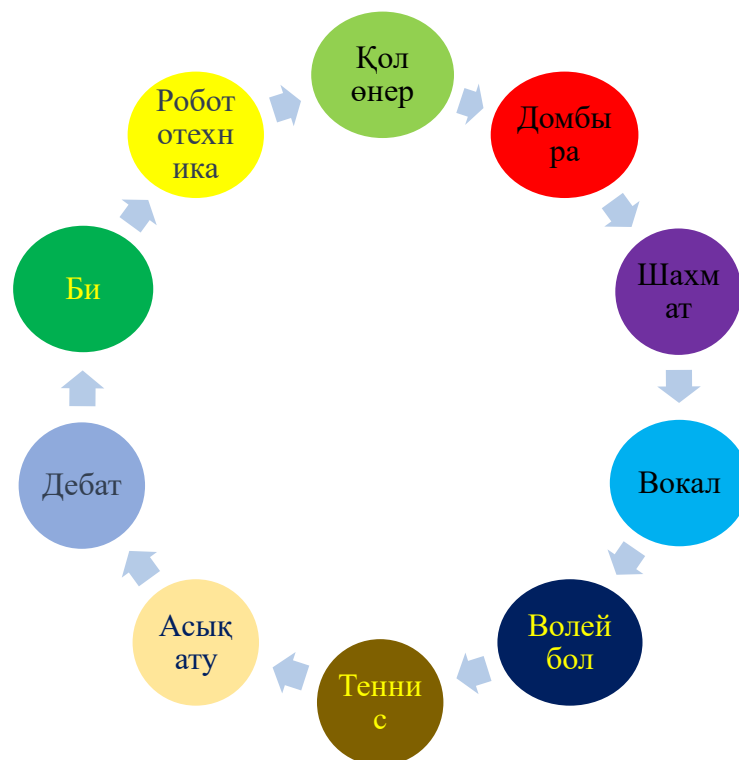 Қол
өнер
Домбы
ра
Шахм
ат
Вокал
Волей
бол
Тенни
с
Асық
ату
Дебат
Би
Робот
отехн
ика